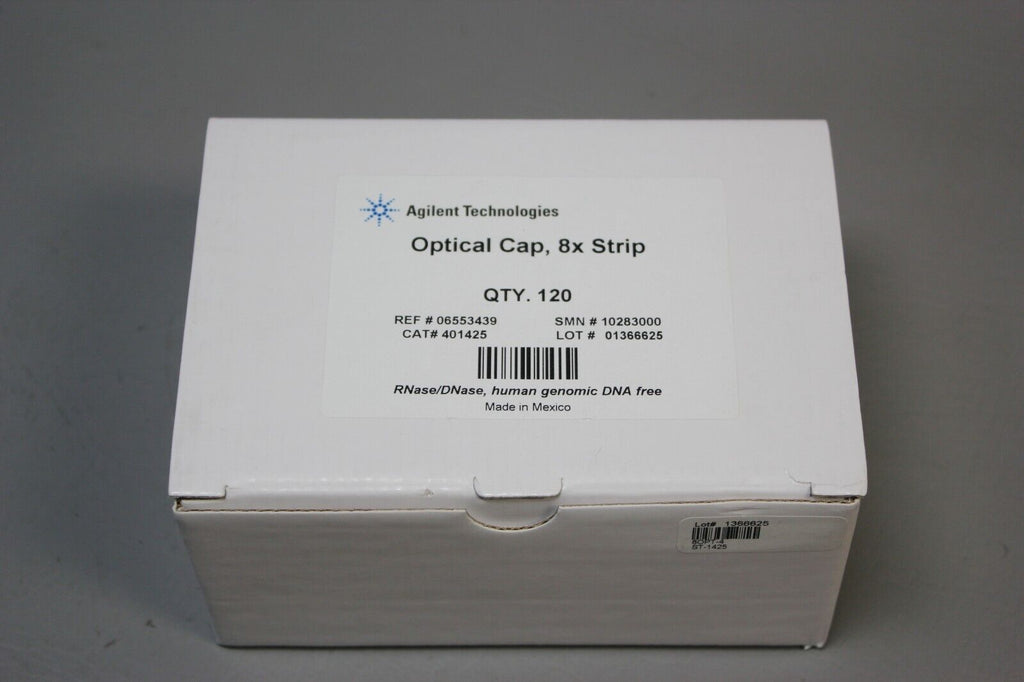 Agilent Technologies
Optical Cap, 8x Strip
QTY. 120
REF # 06553439 SMN # 10283000
CAT# 401425 LOT # 01366625
RNase/DNase, human genomic DNA free
Made in Mexico
Lot# 1366625
ST-1425